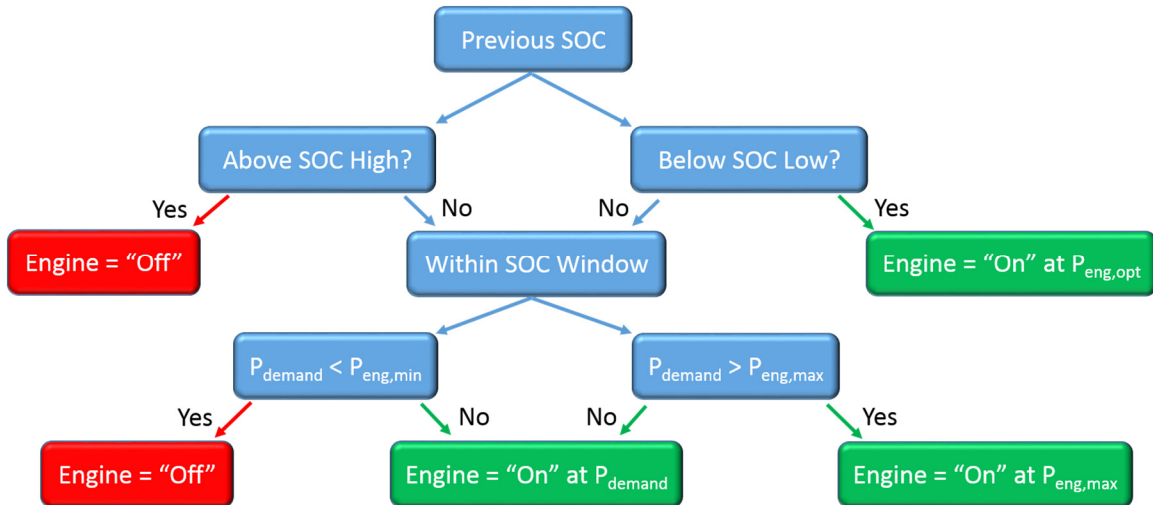 Previous SOC
Above SOC High?
Below SOC Low?
Yes
No
No
Yes
Engine = “Off”
Within SOC Window
Engine = “On” at Peng,opt
Pdemand < Peng,min
Pdemand > Peng,max
Yes
No
No
Yes
Engine = “Off”
Engine = “On” at Pdemand
Engine = “On” at Peng,max